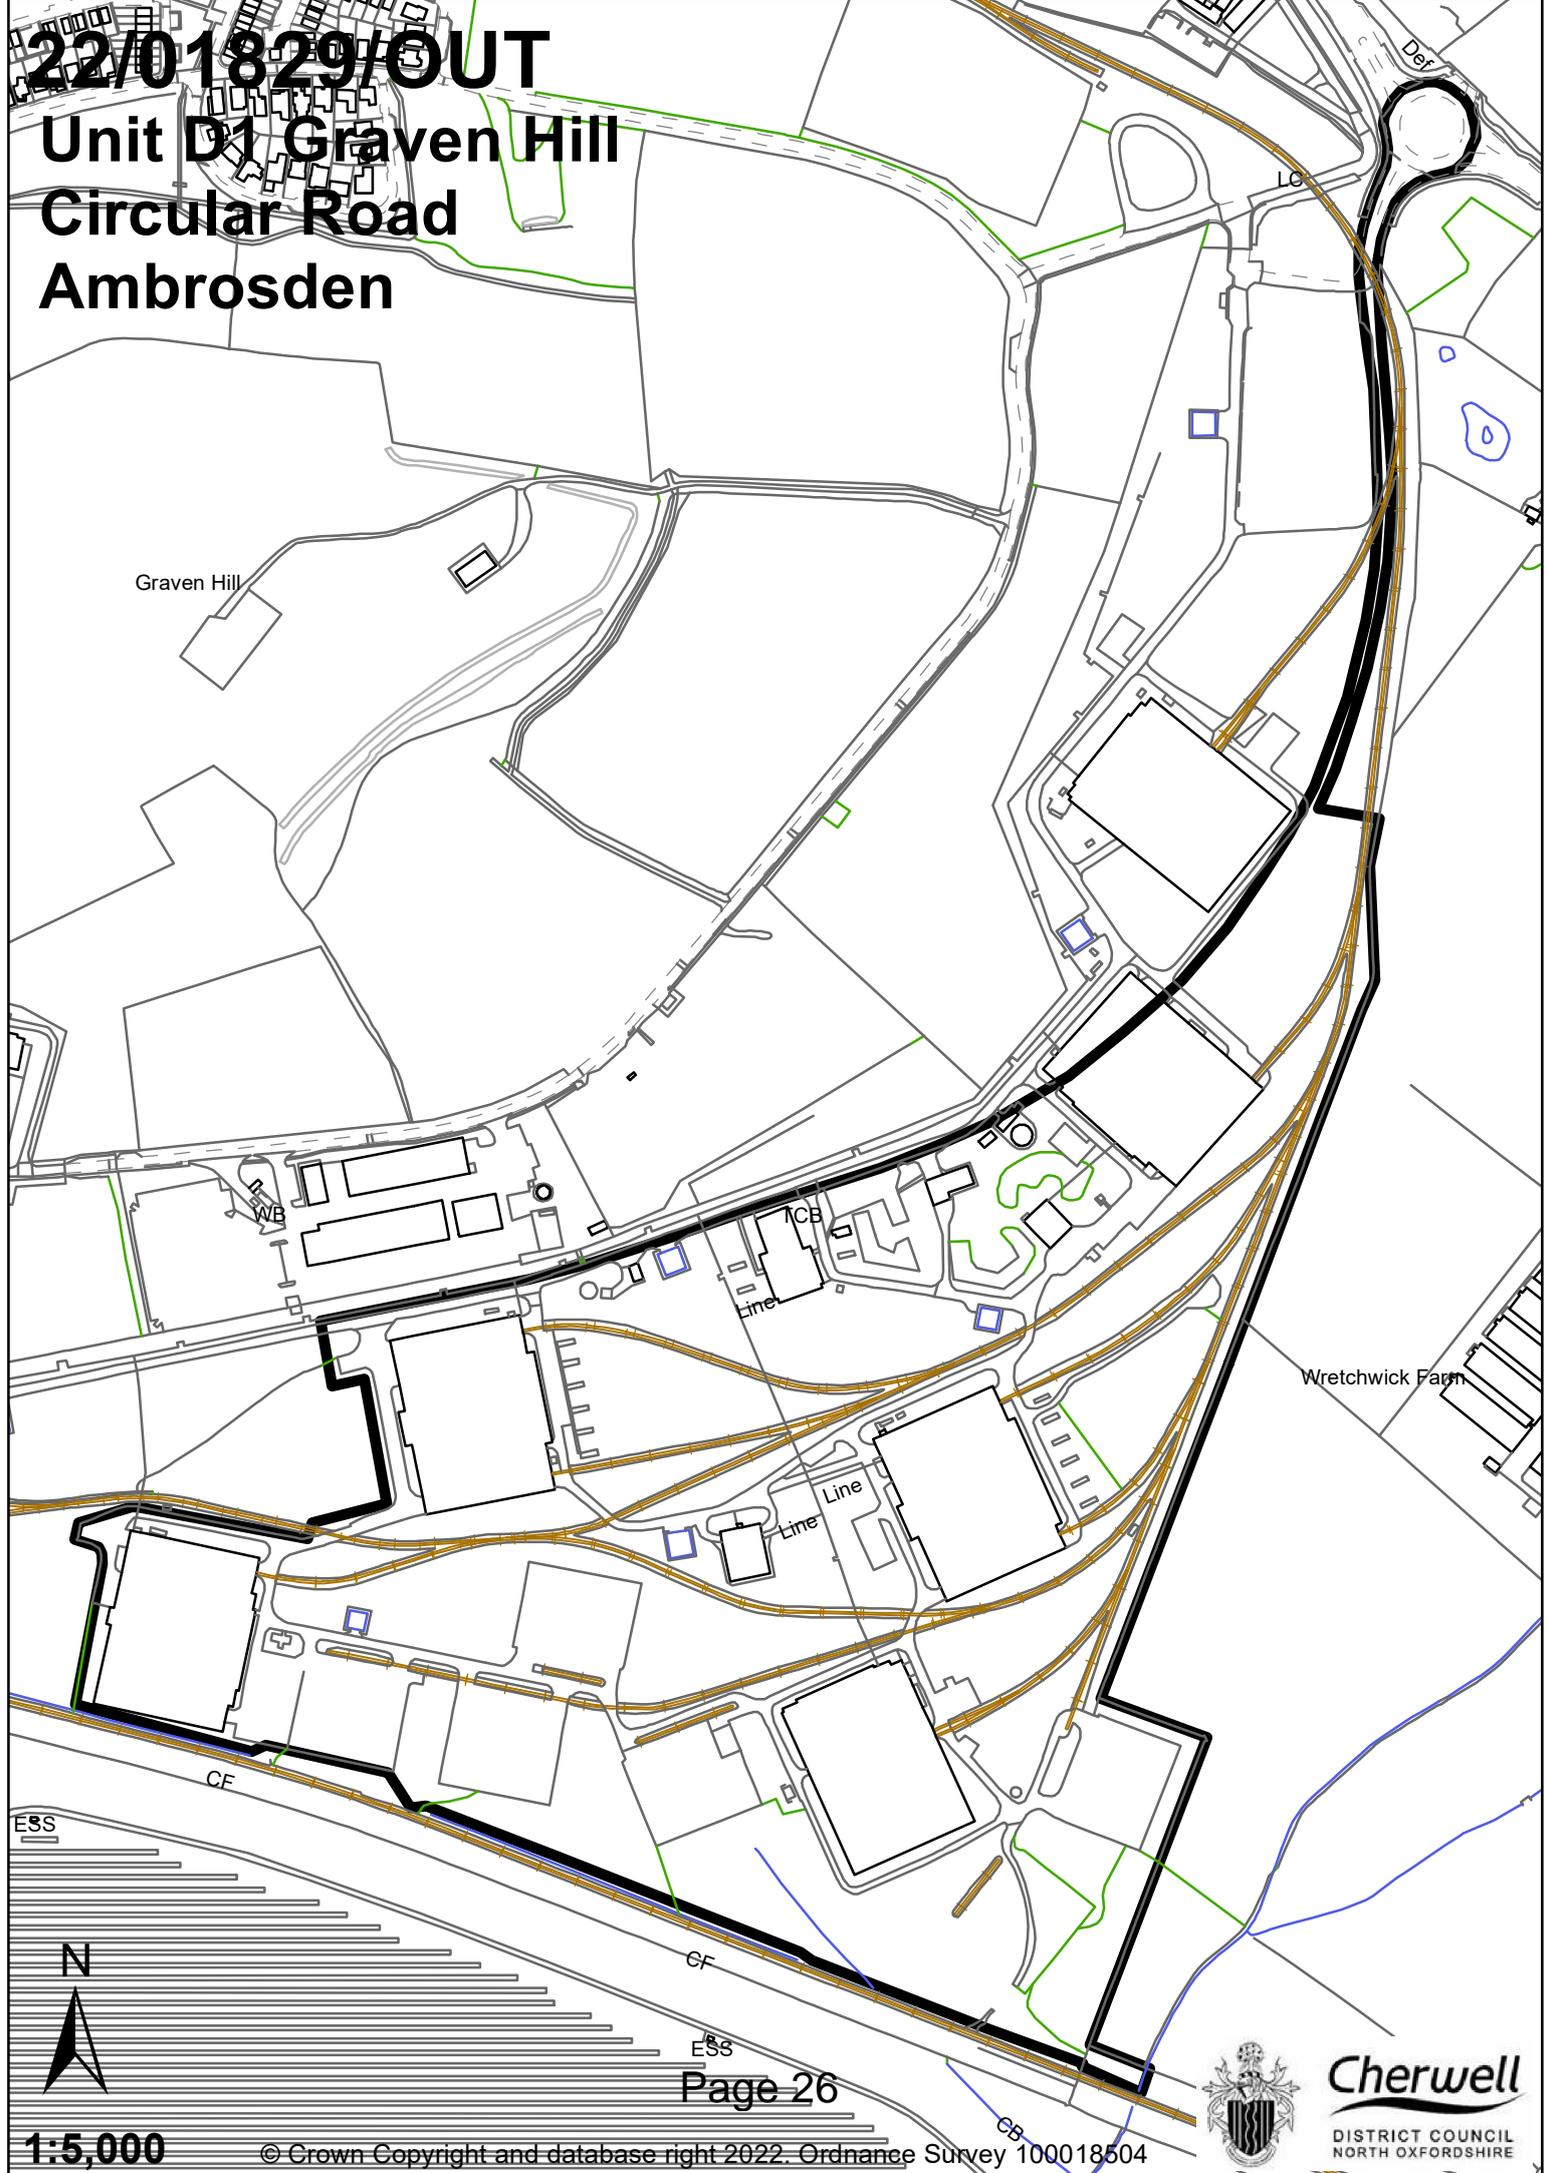 22/01829/OUT
Unit D1 Graven Hill
Circular Road
Ambrosden
Def
LC
Graven Hill
WB
TCB
Line
Wretchwick Farm
Line
Line
CF
ESS
CF
N
ESS
Page 26
CB
1:5,000
© Crown Copyright and database right 2022. Ordnance Survey 100018504
Cherwell
DISTRICT COUNCIL
NORTH OXFORDSHIRE